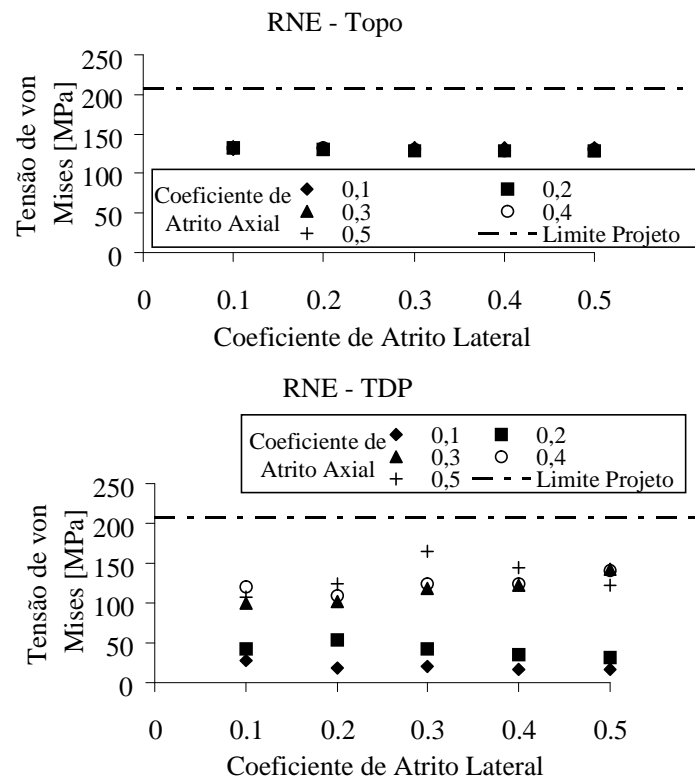 RNE - Topo
Tensão de von
Mises [MPa]
250
200
150
100
50
0
Coeficiente de
Atrito Axial
0,1
0,2
0,3
0,4
0,5
Limite Projeto
0
0.1
0.2
0.3
0.4
0.5
Coeficiente de Atrito Lateral
RNE - TDP
Coeficiente de
Atrito Axial
0,1
0,2
0,3
0,4
0,5
Limite Projeto
Tensão de von
Mises [MPa]
250
200
150
100
50
0
0
0.1
0.2
0.3
0.4
0.5
Coeficiente de Atrito Lateral